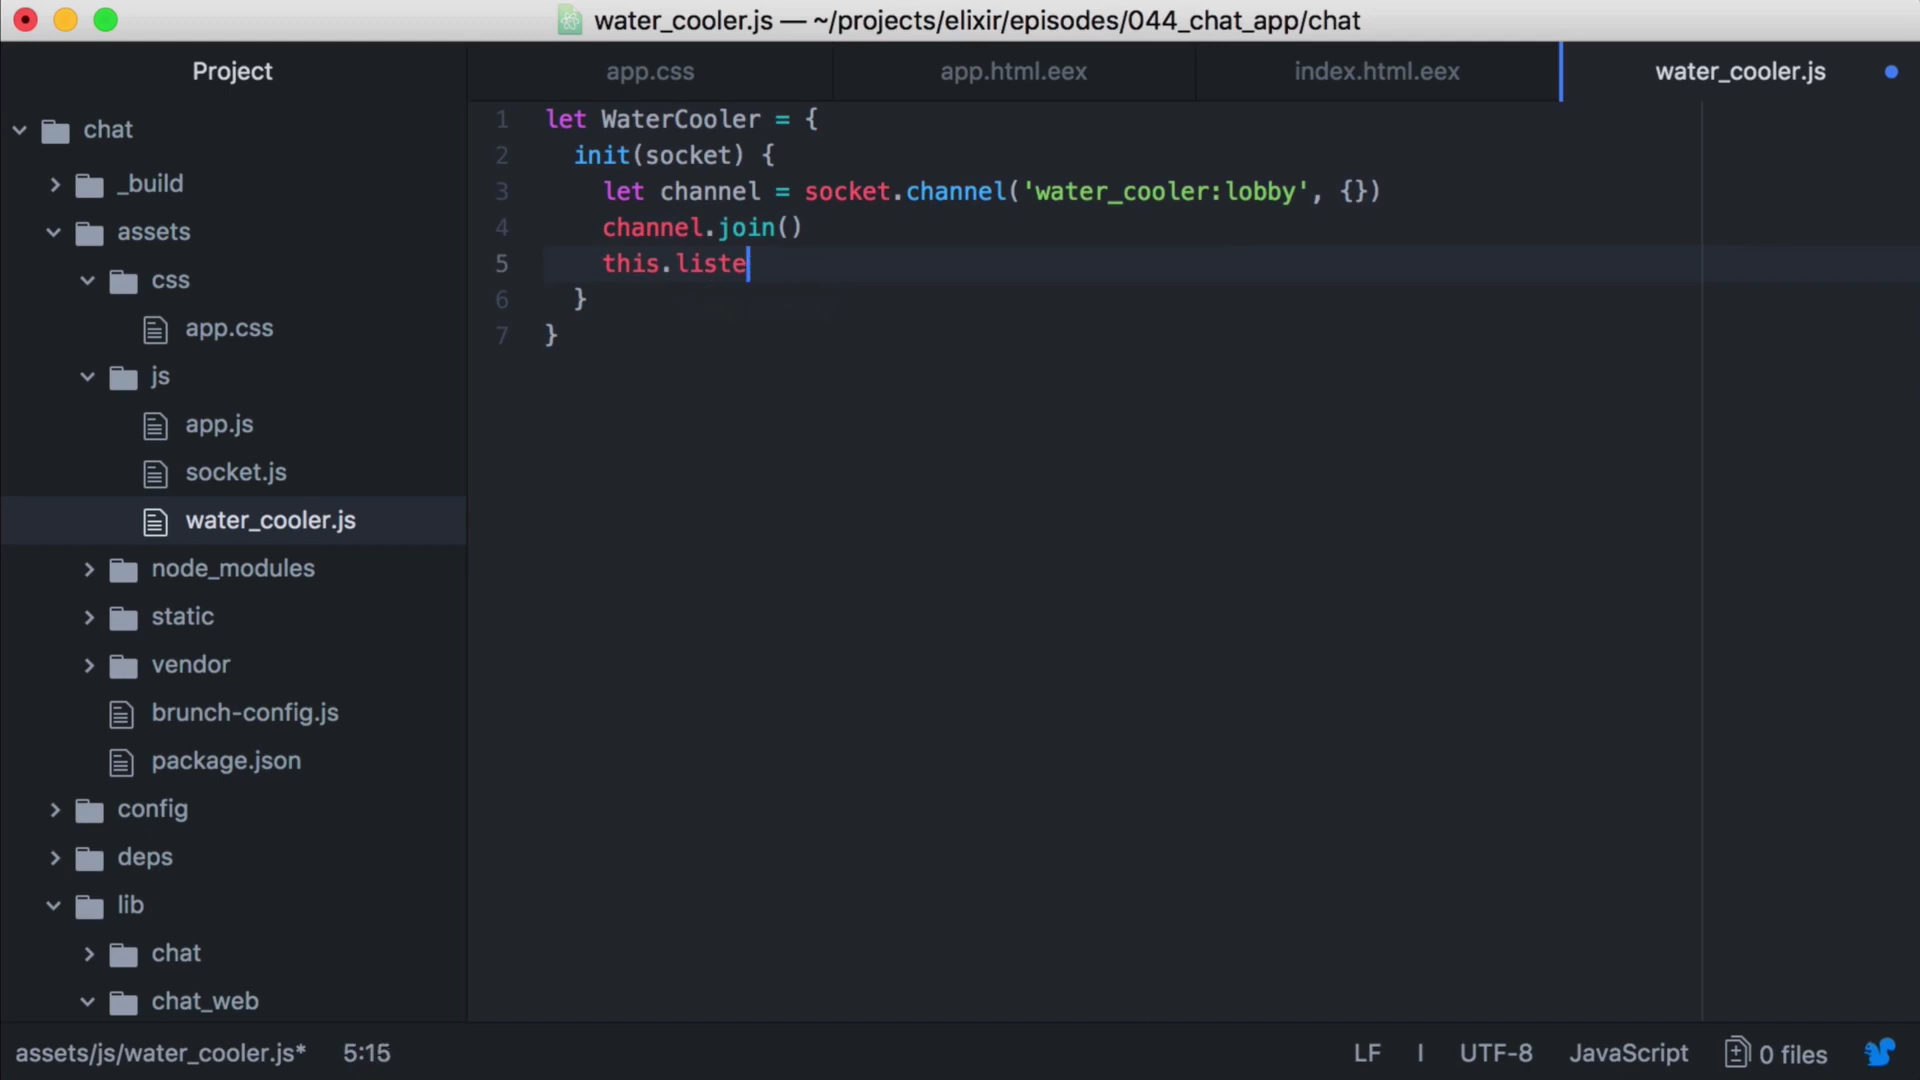 water_cooler.js — ~/projects/elixir/episodes/044_chat_app/chat
Project
app.css
app.html.eex
index.html.eex
water_cooler.js
chat
_build
assets
css
app.css
js
app.js
socket.js
water_cooler.js
node_modules
static
vendor
brunch-config.js
package.json
config
deps
lib
chat
chat_web
1 let WaterCooler = {
2 init(socket) {
3 let channel = socket.channel('water_cooler:lobby', {})
4 channel.join()
5 this.liste
6 }
7 }
assets/js/water_cooler.js* 5:15
LF I UTF-8 JavaScript 0 files